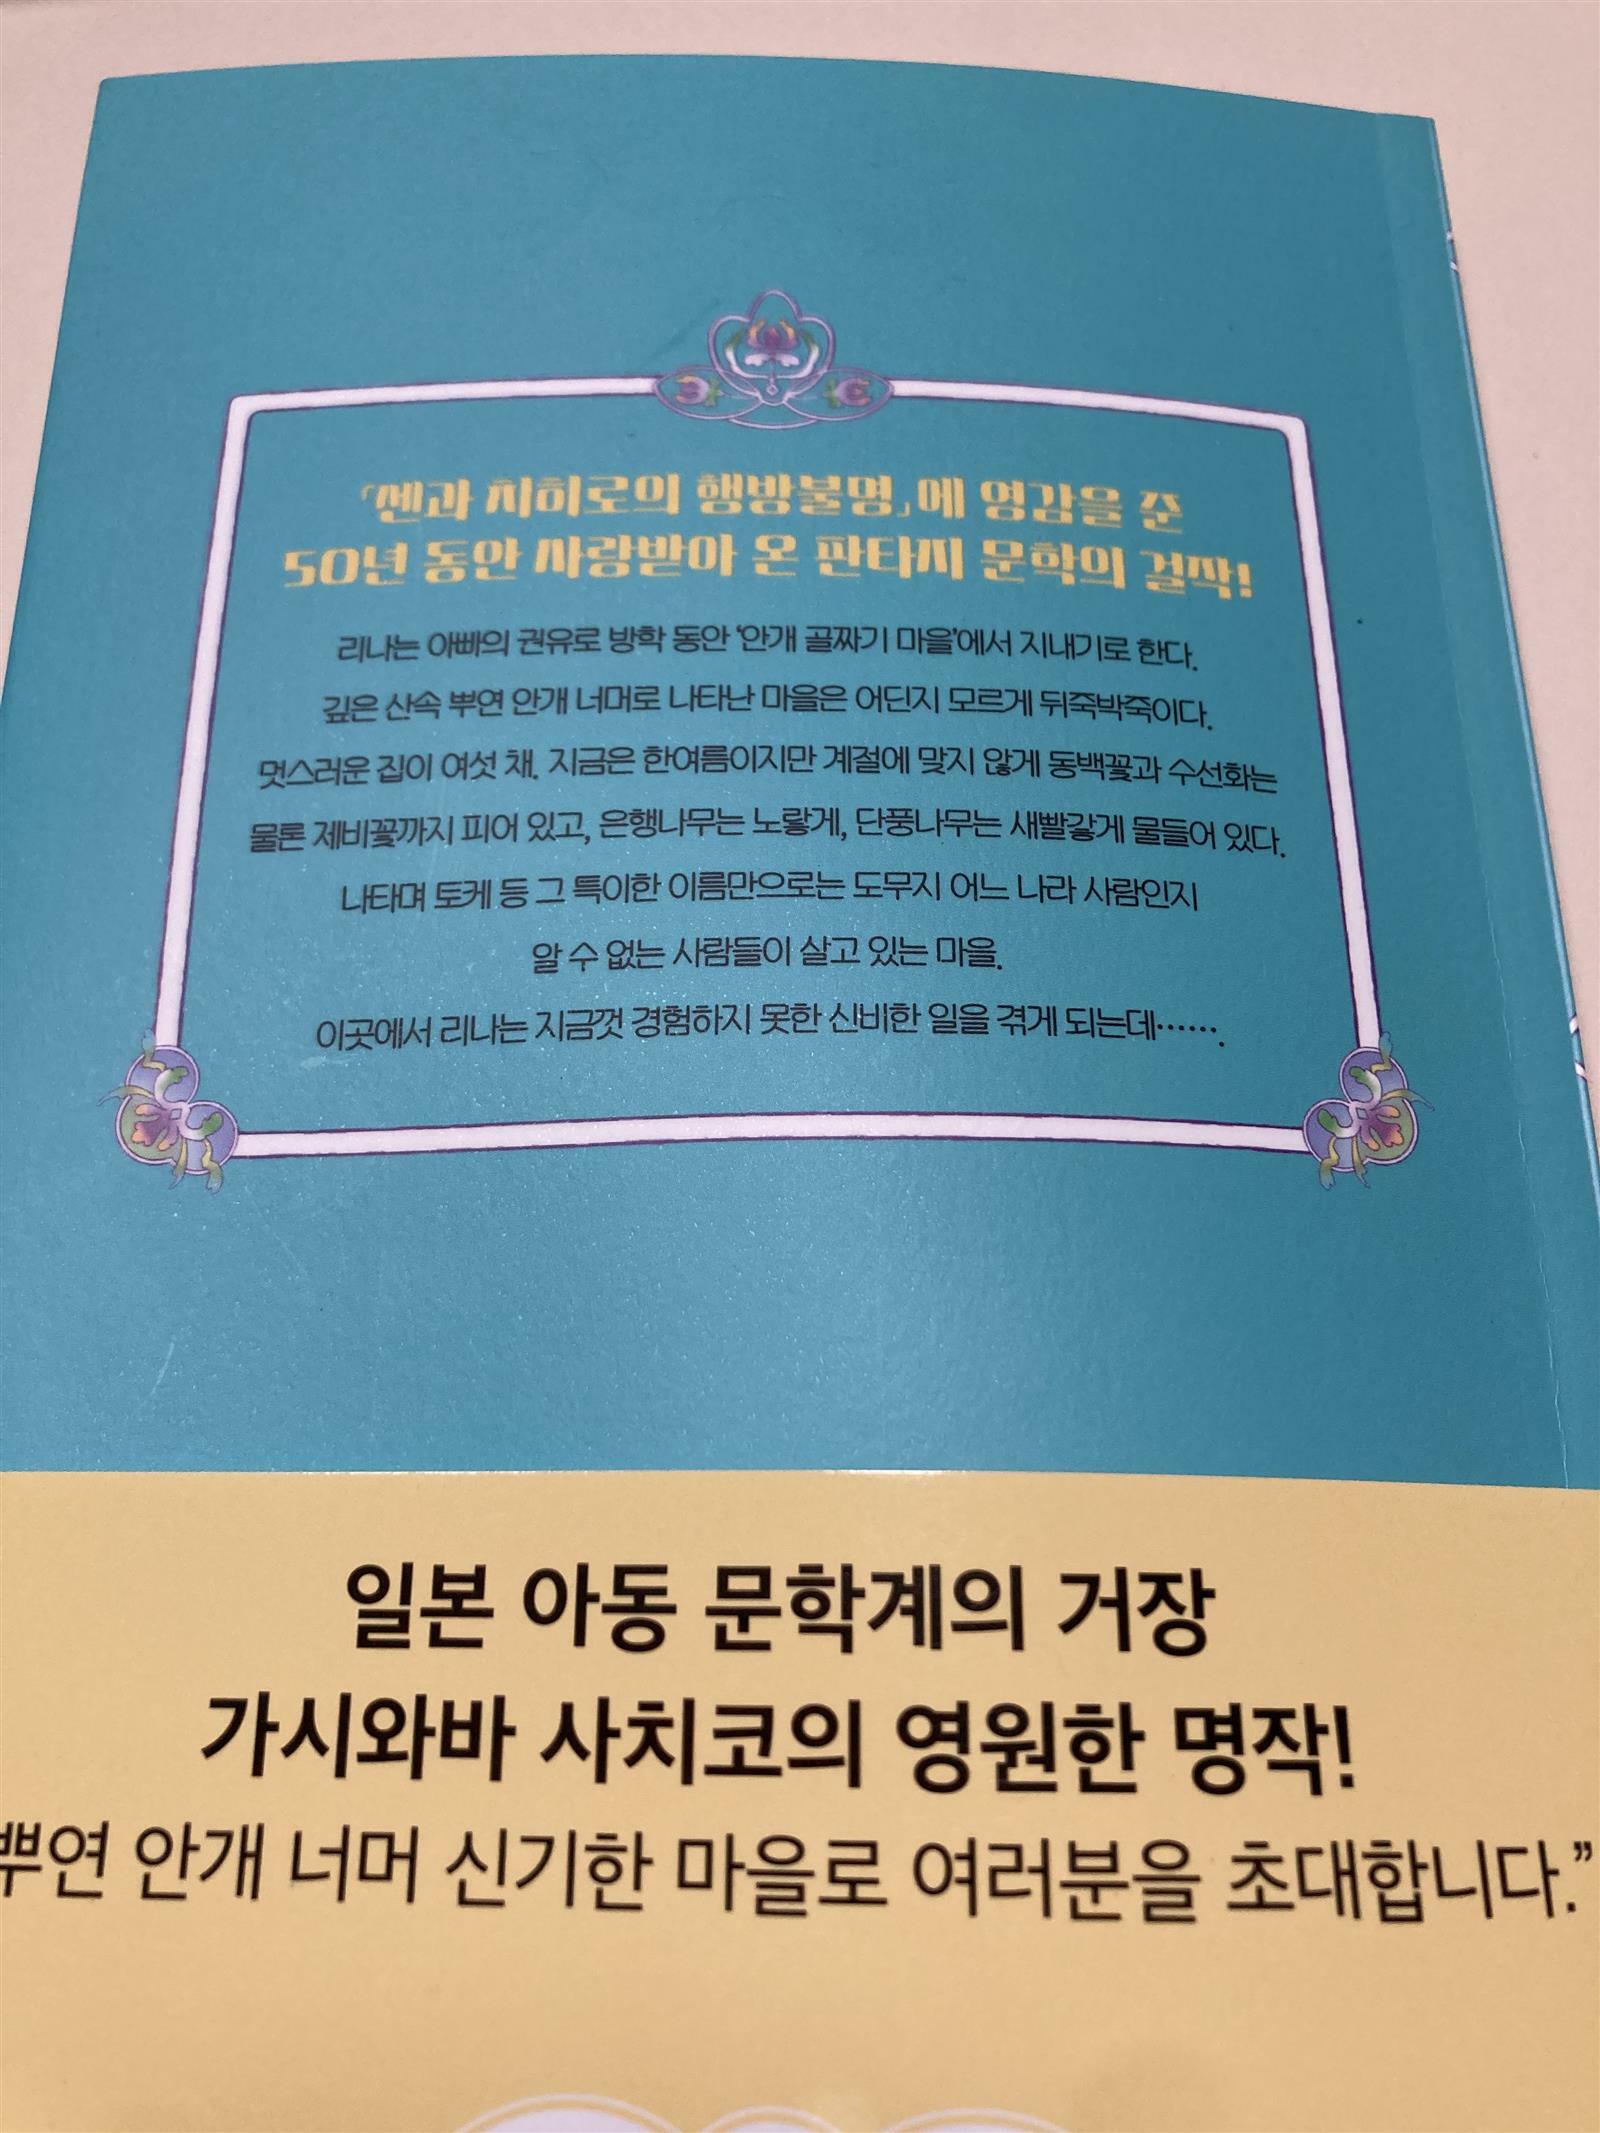 「센과 치히로의 행방불명」에 영감을 준
50년 동안 사랑받아 온 판타지 문학의 걸작!
리나는 아빠의 권유로 방학 동안 '안개 골짜기 마을'에서 지내기로 한다.
깊은 산속 뿌연 안개 너머로 나타난 마을은 어딘지 모르게 뒤죽박죽이다.
멋스러운 집이 여섯 채. 지금은 한여름이지만 계절에 맞지 않게 동백꽃과 수선화는
물론 제비꽃까지 피어 있고, 은행나무는 노랗게, 단풍나무는 새빨갛게 물들어 있다.
나타며 토케 등 그 특이한 이름만으로는 도무지 어느 나라 사람인지
알 수 없는 사람들이 살고 있는 마을.
이곳에서 리나는 지금껏 경험하지 못한 신비한 일을 겪게 되는데…….
일본 아동 문학계의 거장
가시와바 사치코의 영원한 명작!
뿌연 안개 너머 신기한 마을로 여러분을 초대합니다.”